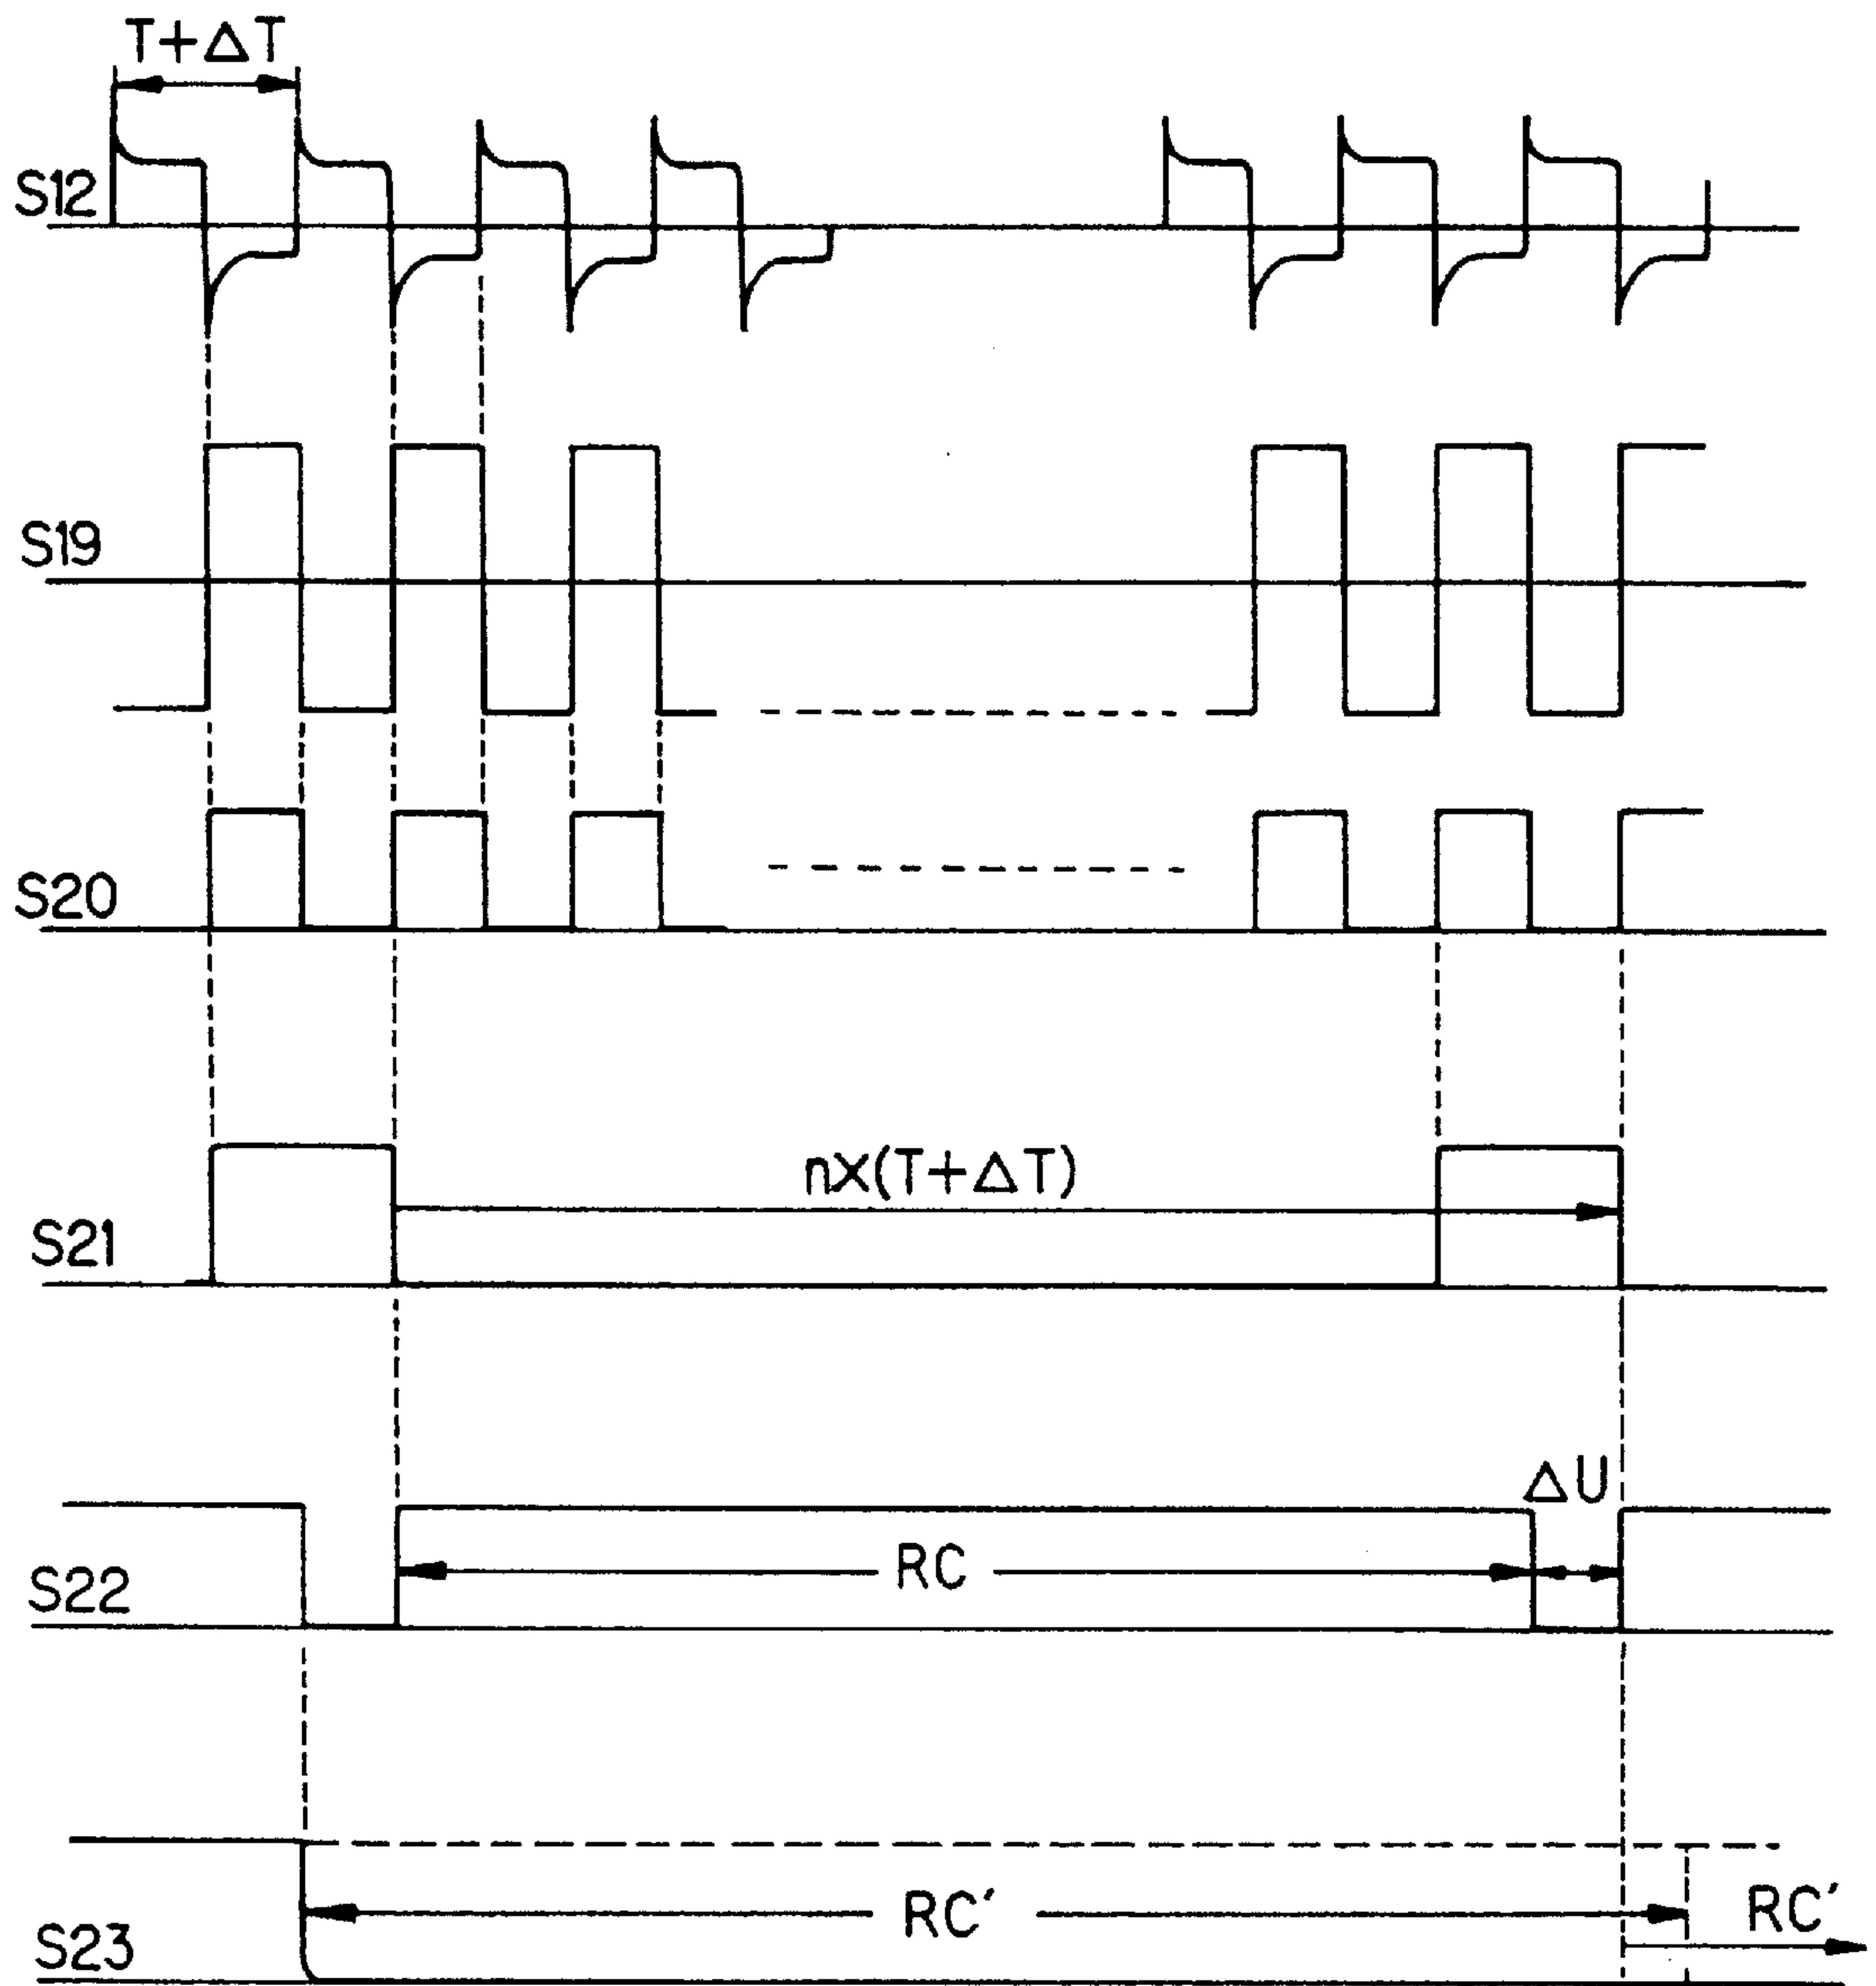 T+ΔT
S12
S19
S20
nx(T+ΔT)
S21
ΔU
RC
S22
RC′
RC′
S23